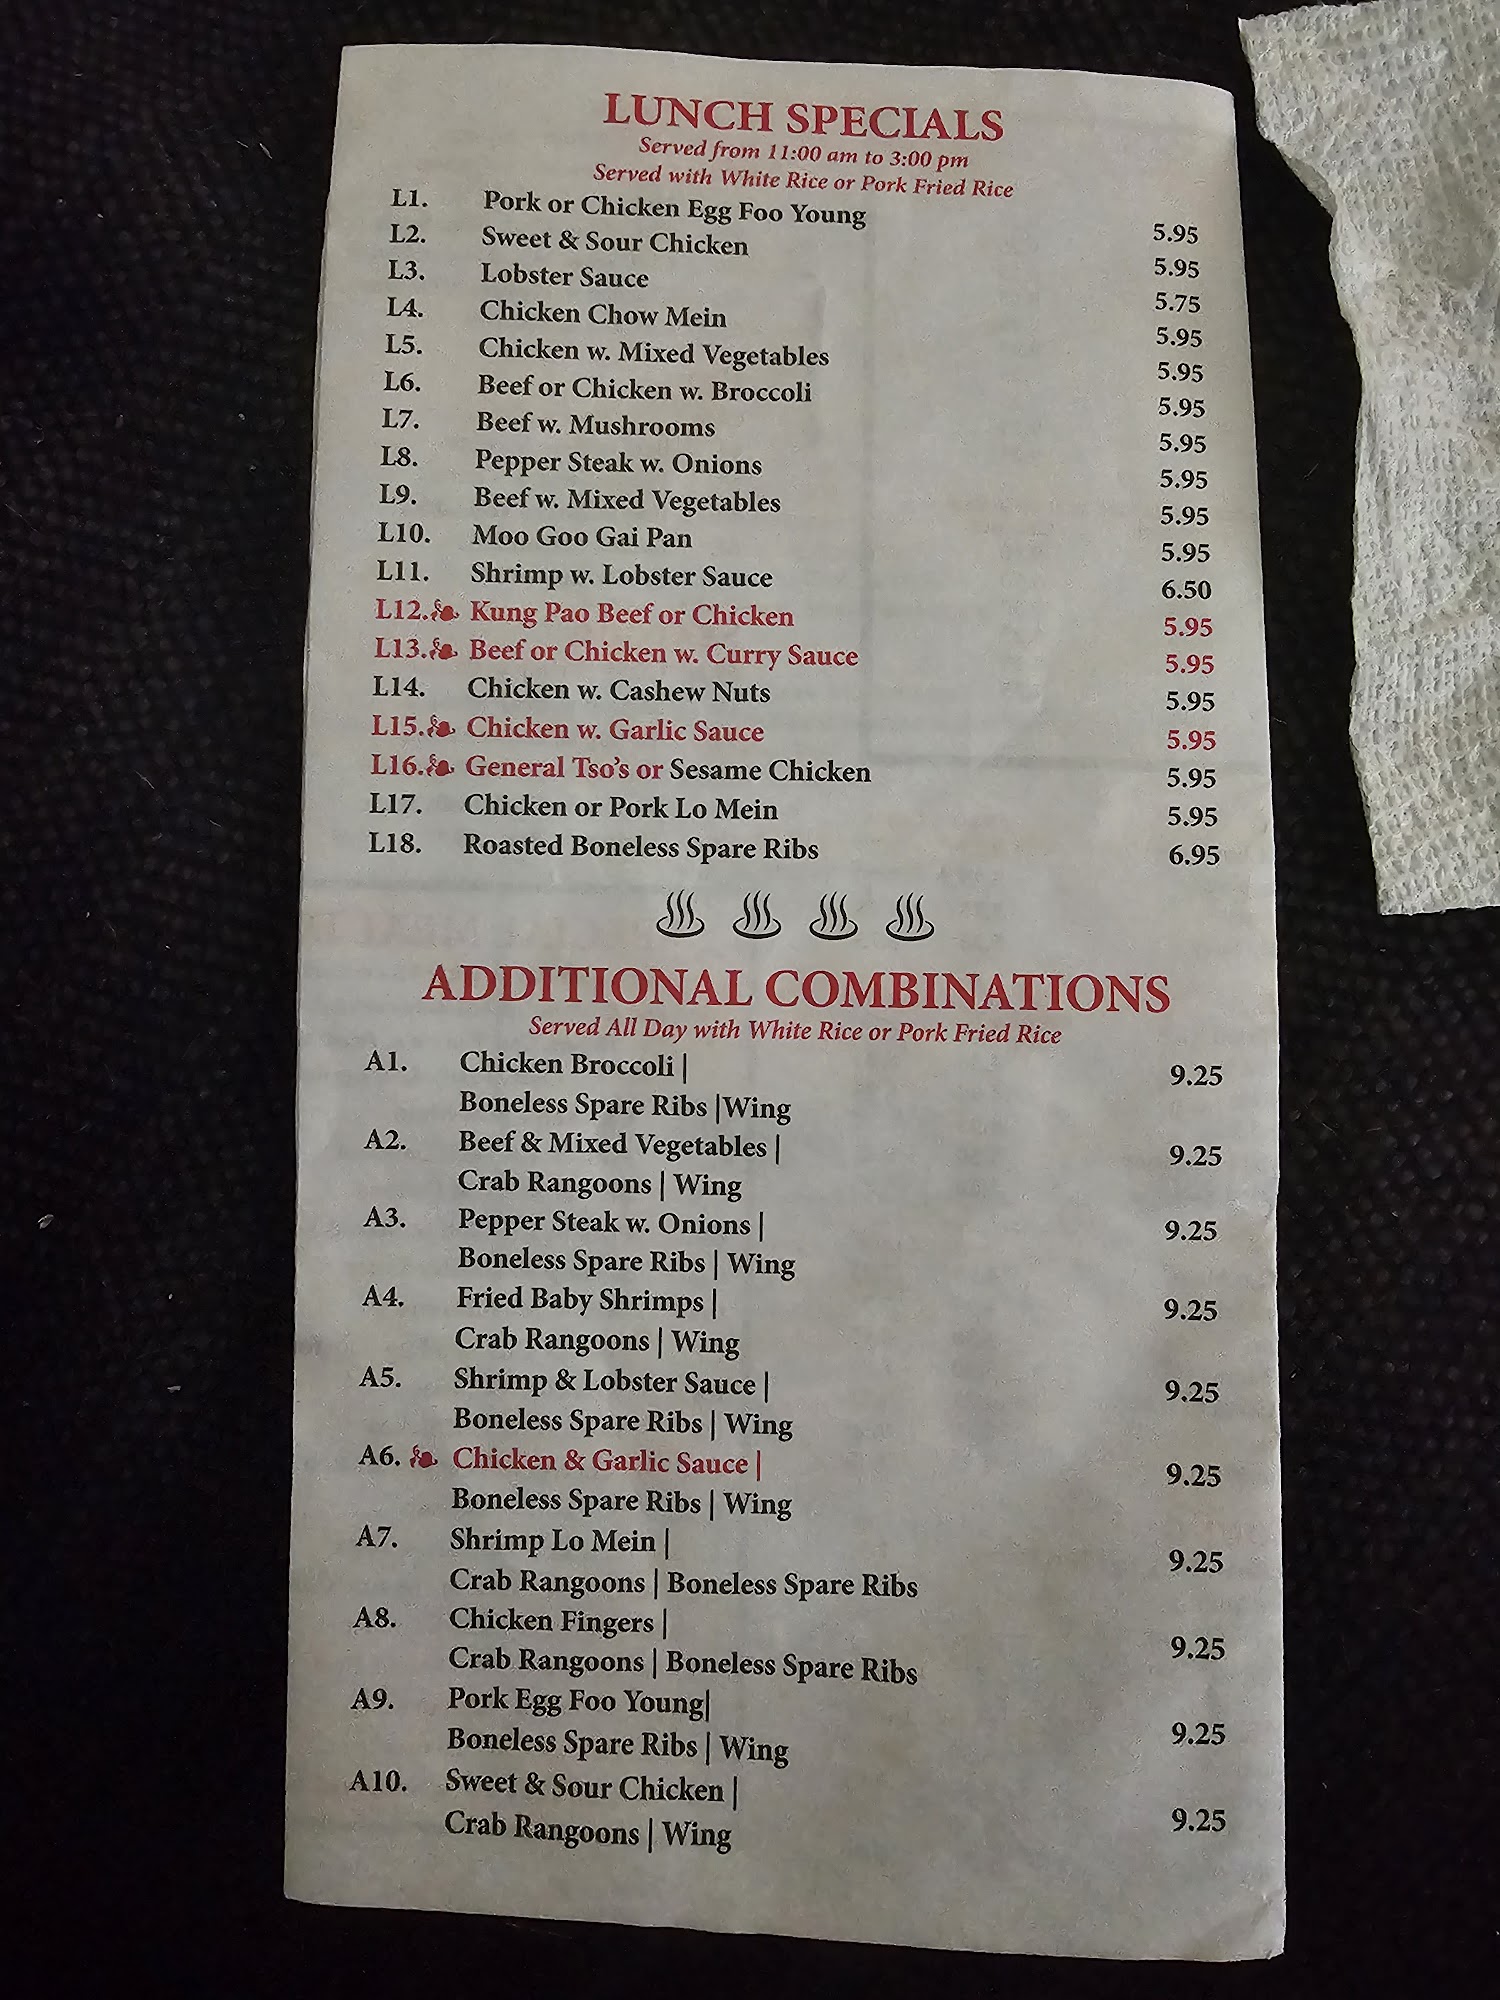 LUNCH SPECIALS
Served from 11:00 am to 3:00 pm
Served with White Rice or Pork Fried Rice
L1. Pork or Chicken Egg Foo Young 5.95
L2. Sweet & Sour Chicken 5.95
L3. Lobster Sauce 5.75
L4. Chicken Chow Mein 5.95
L5. Chicken w. Mixed Vegetables 5.95
L6. Beef or Chicken w. Broccoli 5.95
L7. Beef w. Mushrooms 5.95
L8. Pepper Steak w. Onions 5.95
L9. Beef w. Mixed Vegetables 5.95
L10. Moo Goo Gai Pan 5.95
L11. Shrimp w. Lobster Sauce 6.50
L12. Kung Pao Beef or Chicken 5.95
L13. Beef or Chicken w. Curry Sauce 5.95
L14. Chicken w. Cashew Nuts 5.95
L15. Chicken w. Garlic Sauce 5.95
L16. General Tso's or Sesame Chicken 5.95
L17. Chicken or Pork Lo Mein 5.95
L18. Roasted Boneless Spare Ribs 6.95
ADDITIONAL COMBINATIONS
Served All Day with White Rice or Pork Fried Rice
A1. Chicken Broccoli | 9.25
Boneless Spare Ribs |Wing
A2. Beef & Mixed Vegetables | 9.25
Crab Rangoons | Wing
A3. Pepper Steak w. Onions | 9.25
Boneless Spare Ribs | Wing
A4. Fried Baby Shrimps | 9.25
Crab Rangoons | Wing
A5. Shrimp & Lobster Sauce | 9.25
Boneless Spare Ribs | Wing
A6. Chicken & Garlic Sauce | 9.25
Boneless Spare Ribs | Wing
A7. Shrimp Lo Mein | 9.25
Crab Rangoons | Boneless Spare Ribs
A8. Chicken Fingers | 9.25
Crab Rangoons | Boneless Spare Ribs
A9. Pork Egg Foo Young| 9.25
Boneless Spare Ribs | Wing
A10. Sweet & Sour Chicken | 9.25
Crab Rangoons | Wing